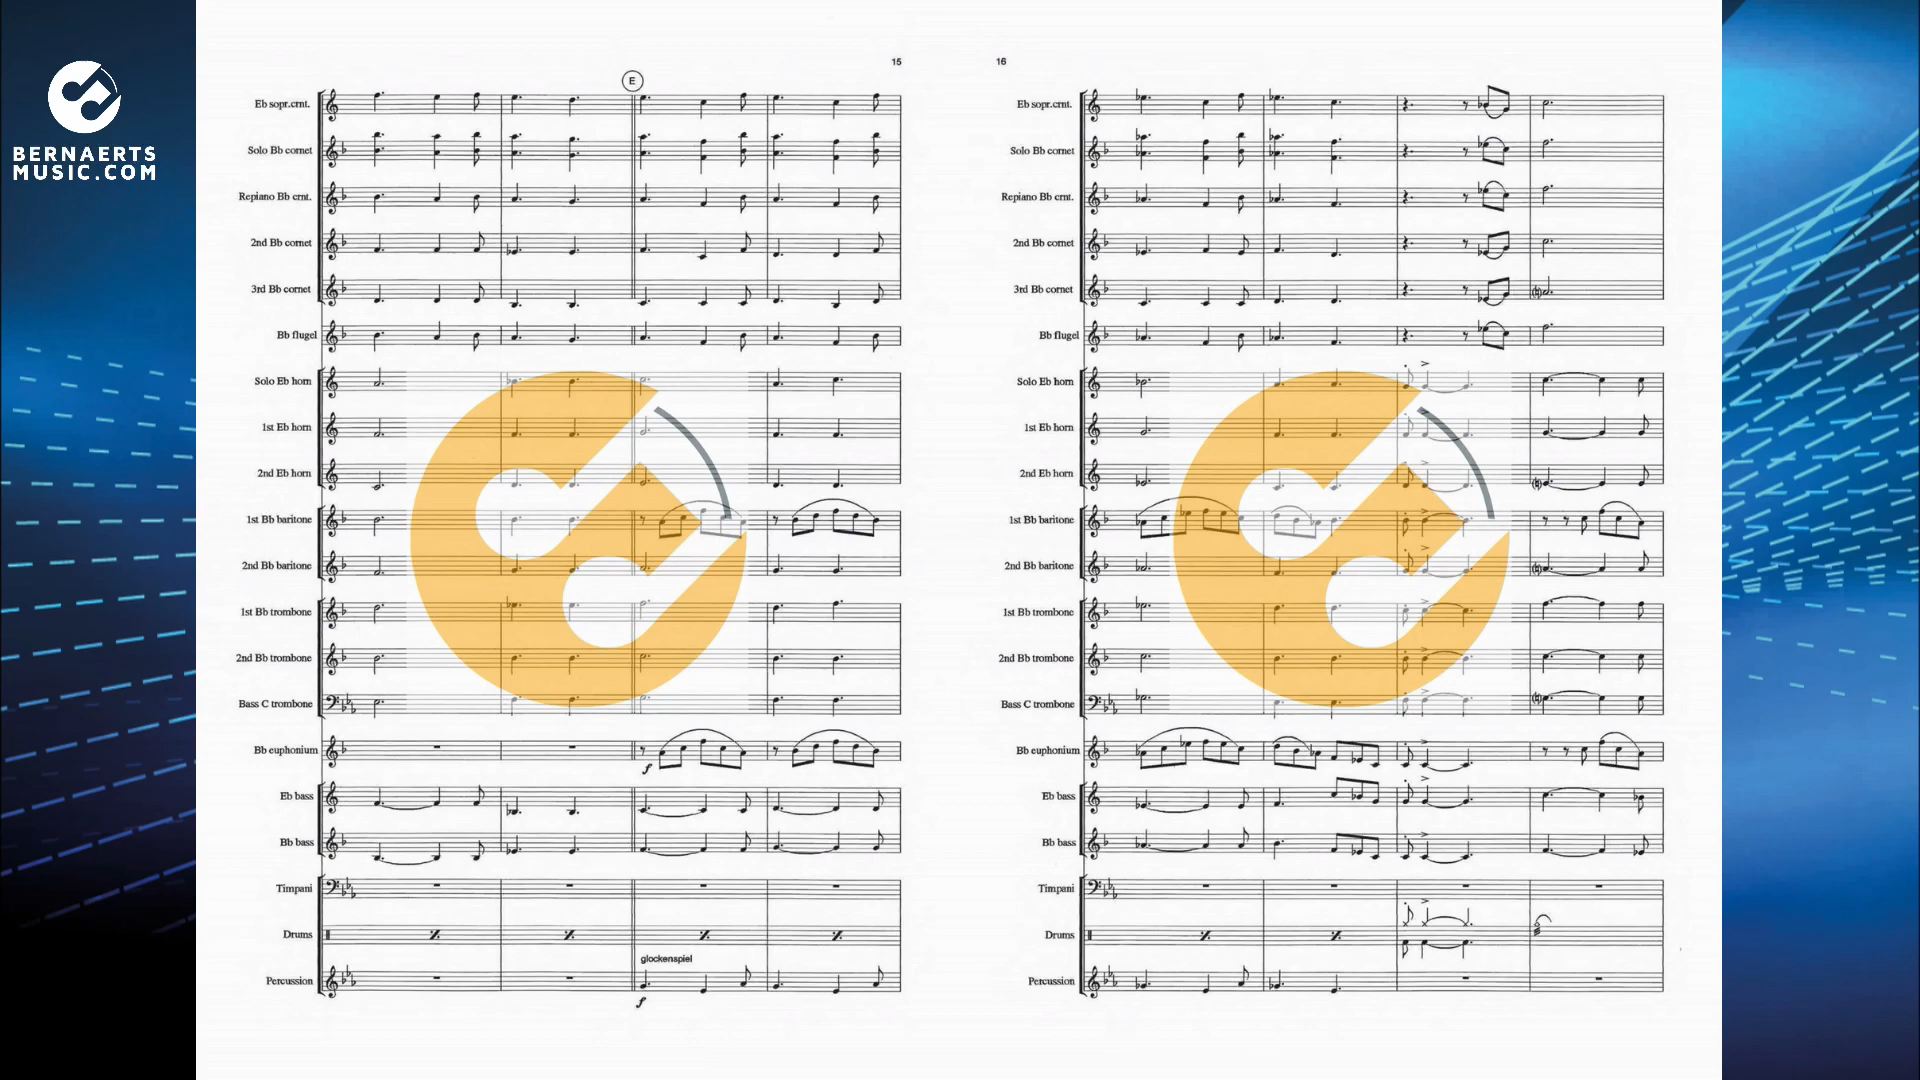 BERNAERTS
MUSIC.COM
15
E
Eb sopr.crnt.
Solo Bb cornet
Repiano Bb crnt.
2nd Bb cornet
3rd Bb cornet
Bb flugel
Solo Eb horn
1st Eb horn
2nd Eb horn
1st Bb baritone
2nd Bb baritone
1st Bb trombone
2nd Bb trombone
Bass C trombone
Bb euphonium
f
Eb bass
Bb bass
Timpani
Drums
glockenspiel
Percussion
f
16
Eb sopr.crnt.
Solo Bb cornet
Repiano Bb crnt.
2nd Bb cornet
3rd Bb cornet
Bb flugel
Solo Eb horn
1st Eb horn
2nd Eb horn
1st Bb baritone
2nd Bb baritone
1st Bb trombone
2nd Bb trombone
Bass C trombone
Bb euphonium
Eb bass
Bb bass
Timpani
Drums
Percussion